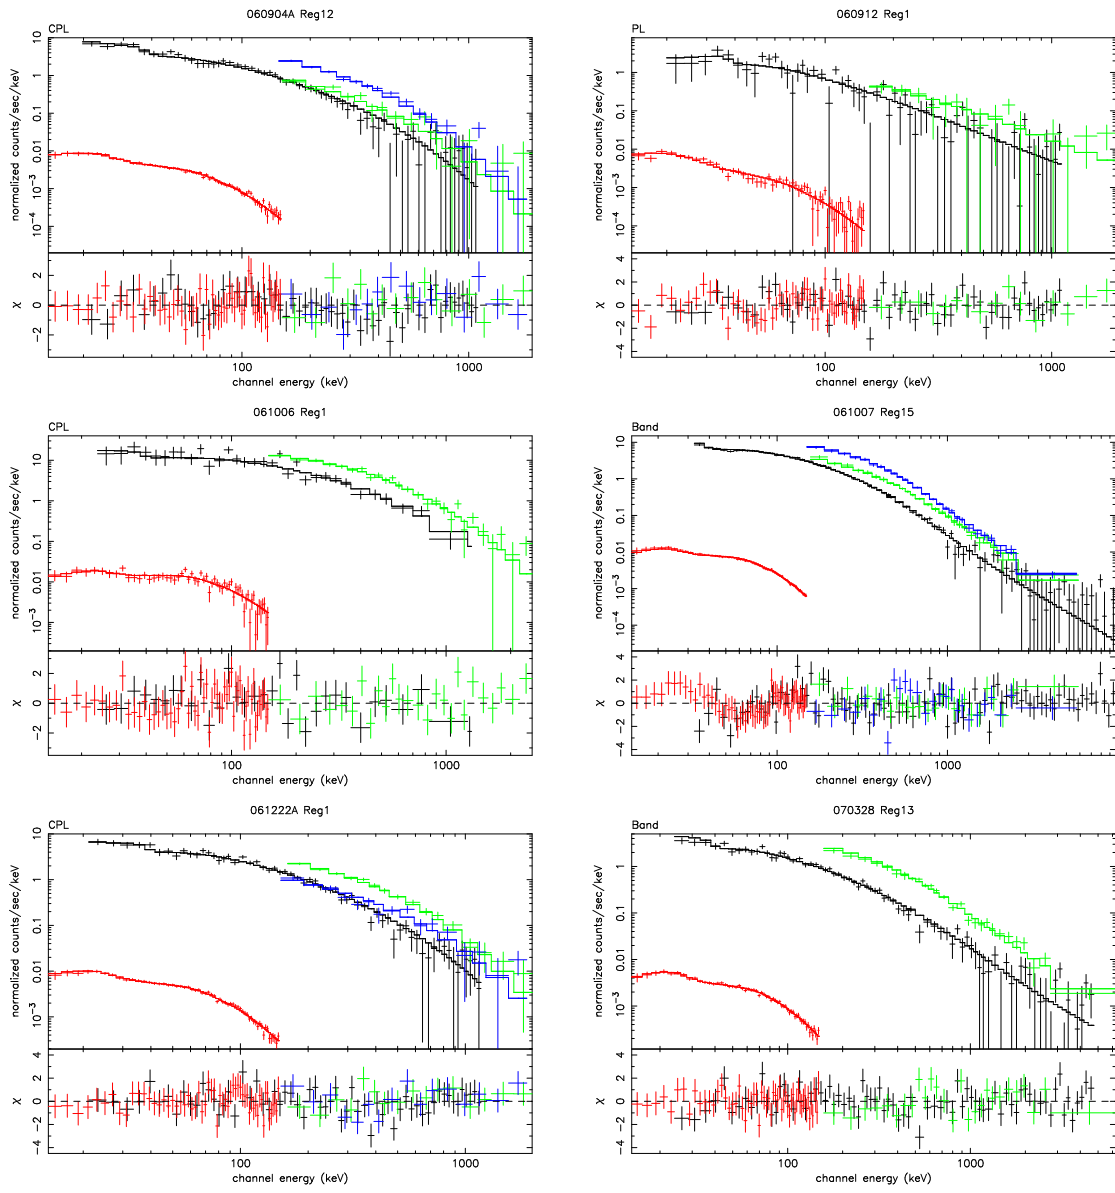 060904A Reg12
CPL
normalized counts/sec/keV
10
1
0.1
0.01
10⁻³
10⁻⁴
χ
2
0
−2
100
1000
channel energy (keV)
060912 Reg1
PL
normalized counts/sec/keV
1
0.1
0.01
10⁻³
10⁻⁴
χ
4
2
0
−2
−4
100
1000
channel energy (keV)
061006 Reg1
CPL
normalized counts/sec/keV
10
1
0.1
0.01
10⁻³
χ
2
0
−2
100
1000
channel energy (keV)
061007 Reg15
Band
normalized counts/sec/keV
10
1
0.1
0.01
10⁻³
10⁻⁴
χ
4
2
0
−2
−4
100
1000
channel energy (keV)
061222A Reg1
CPL
normalized counts/sec/keV
10
1
0.1
0.01
10⁻³
χ
4
2
0
−2
−4
100
1000
channel energy (keV)
070328 Reg13
Band
normalized counts/sec/keV
1
0.1
0.01
10⁻³
χ
4
2
0
−2
−4
100
1000
channel energy (keV)